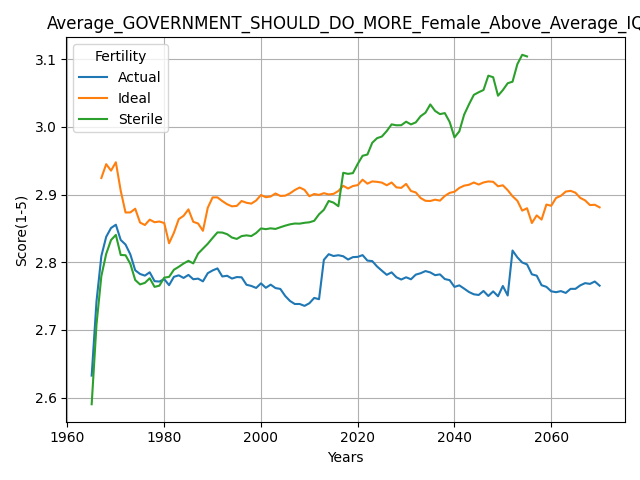 Average_GOVERNMENT_SHOULD_DO_MORE_Female_Above_Average_IQ
Fertility
Actual
Ideal
Sterile
Score(1-5)
3.1
3.0
2.9
2.8
2.7
2.6
1960
1980
2000
2020
2040
2060
Years